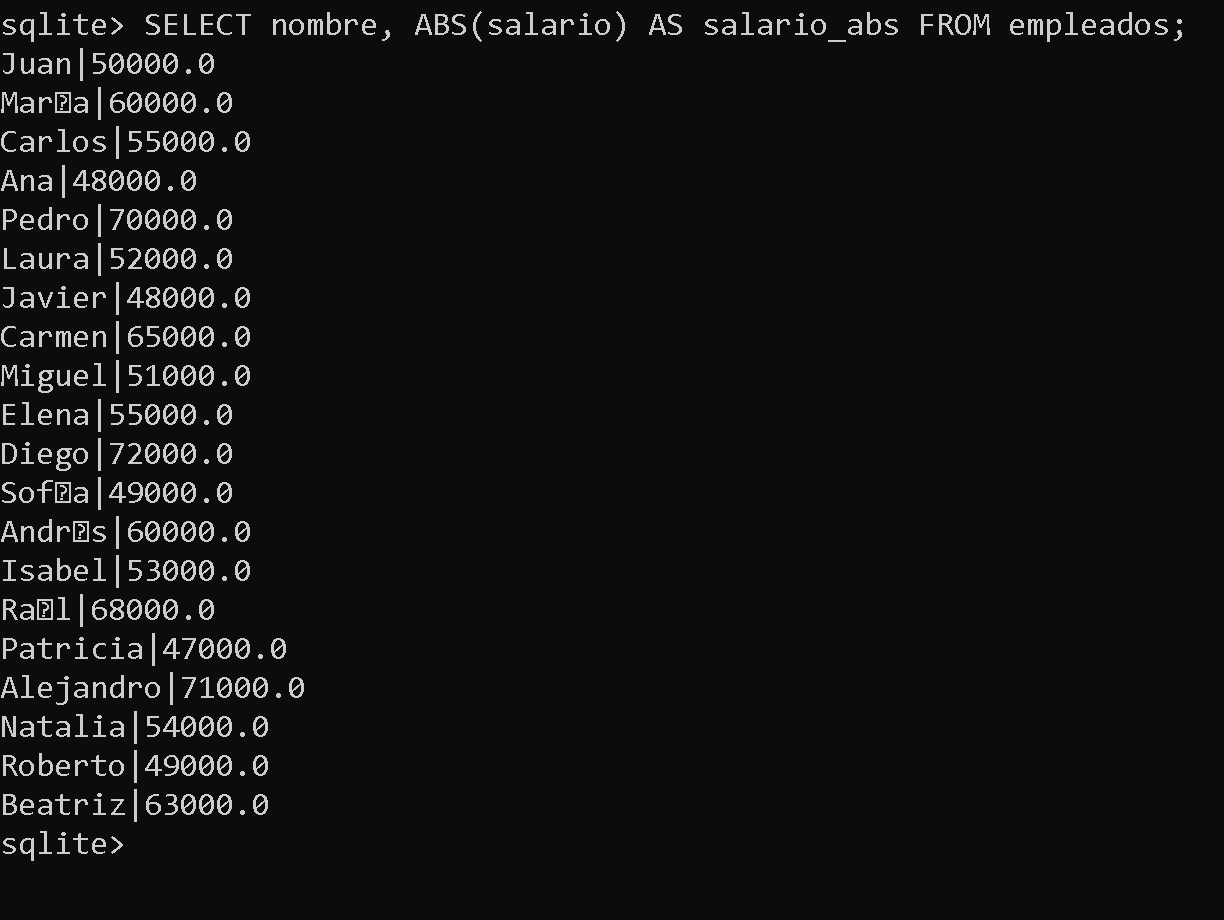 sqlite> SELECT nombre, ABS(salario) AS salario_abs FROM empleados;
Juan|50000.0
Mar�a|60000.0
Carlos|55000.0
Ana|48000.0
Pedro|70000.0
Laura|52000.0
Javier|48000.0
Carmen|65000.0
Miguel|51000.0
Elena|55000.0
Diego|72000.0
Sof�a|49000.0
Andr�s|60000.0
Isabel|53000.0
Ra�l|68000.0
Patricia|47000.0
Alejandro|71000.0
Natalia|54000.0
Roberto|49000.0
Beatriz|63000.0
sqlite>